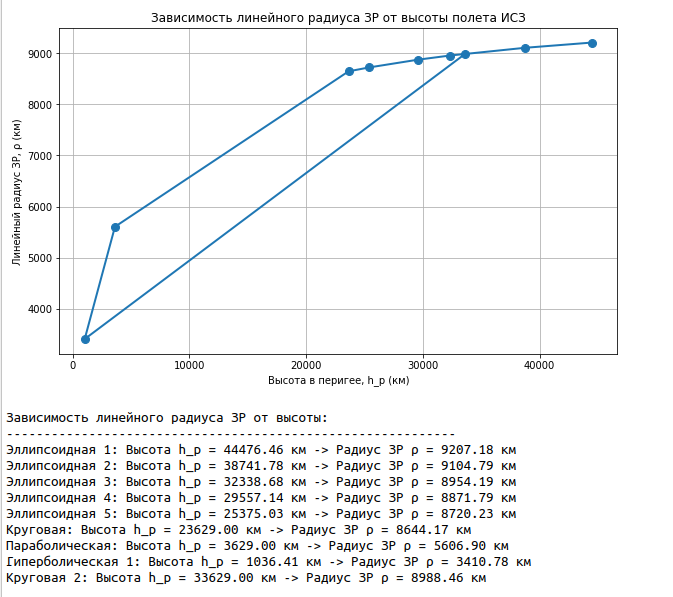 Зависимость линейного радиуса ЗР от высоты полета ИСЗ
9000
8000
7000
6000
5000
4000
Линейный радиус ЗР, ρ (км)
0 10000 20000 30000 40000
Высота в перигее, h_p (км)
Зависимость линейного радиуса ЗР от высоты:
------------------------------------------------------------
Эллипсоидная 1: Высота h_p = 44476.46 км -> Радиус ЗР ρ = 9207.18 км
Эллипсоидная 2: Высота h_p = 38741.78 км -> Радиус ЗР ρ = 9104.79 км
Эллипсоидная 3: Высота h_p = 32338.68 км -> Радиус ЗР ρ = 8954.19 км
Эллипсоидная 4: Высота h_p = 29557.14 км -> Радиус ЗР ρ = 8871.79 км
Эллипсоидная 5: Высота h_p = 25375.03 км -> Радиус ЗР ρ = 8720.23 км
Круговая: Высота h_p = 23629.00 км -> Радиус ЗР ρ = 8644.17 км
Параболическая: Высота h_p = 3629.00 км -> Радиус ЗР ρ = 5606.90 км
Гиперболическая 1: Высота h_p = 1036.41 км -> Радиус ЗР ρ = 3410.78 км
Круговая 2: Высота h_p = 33629.00 км -> Радиус ЗР ρ = 8988.46 км